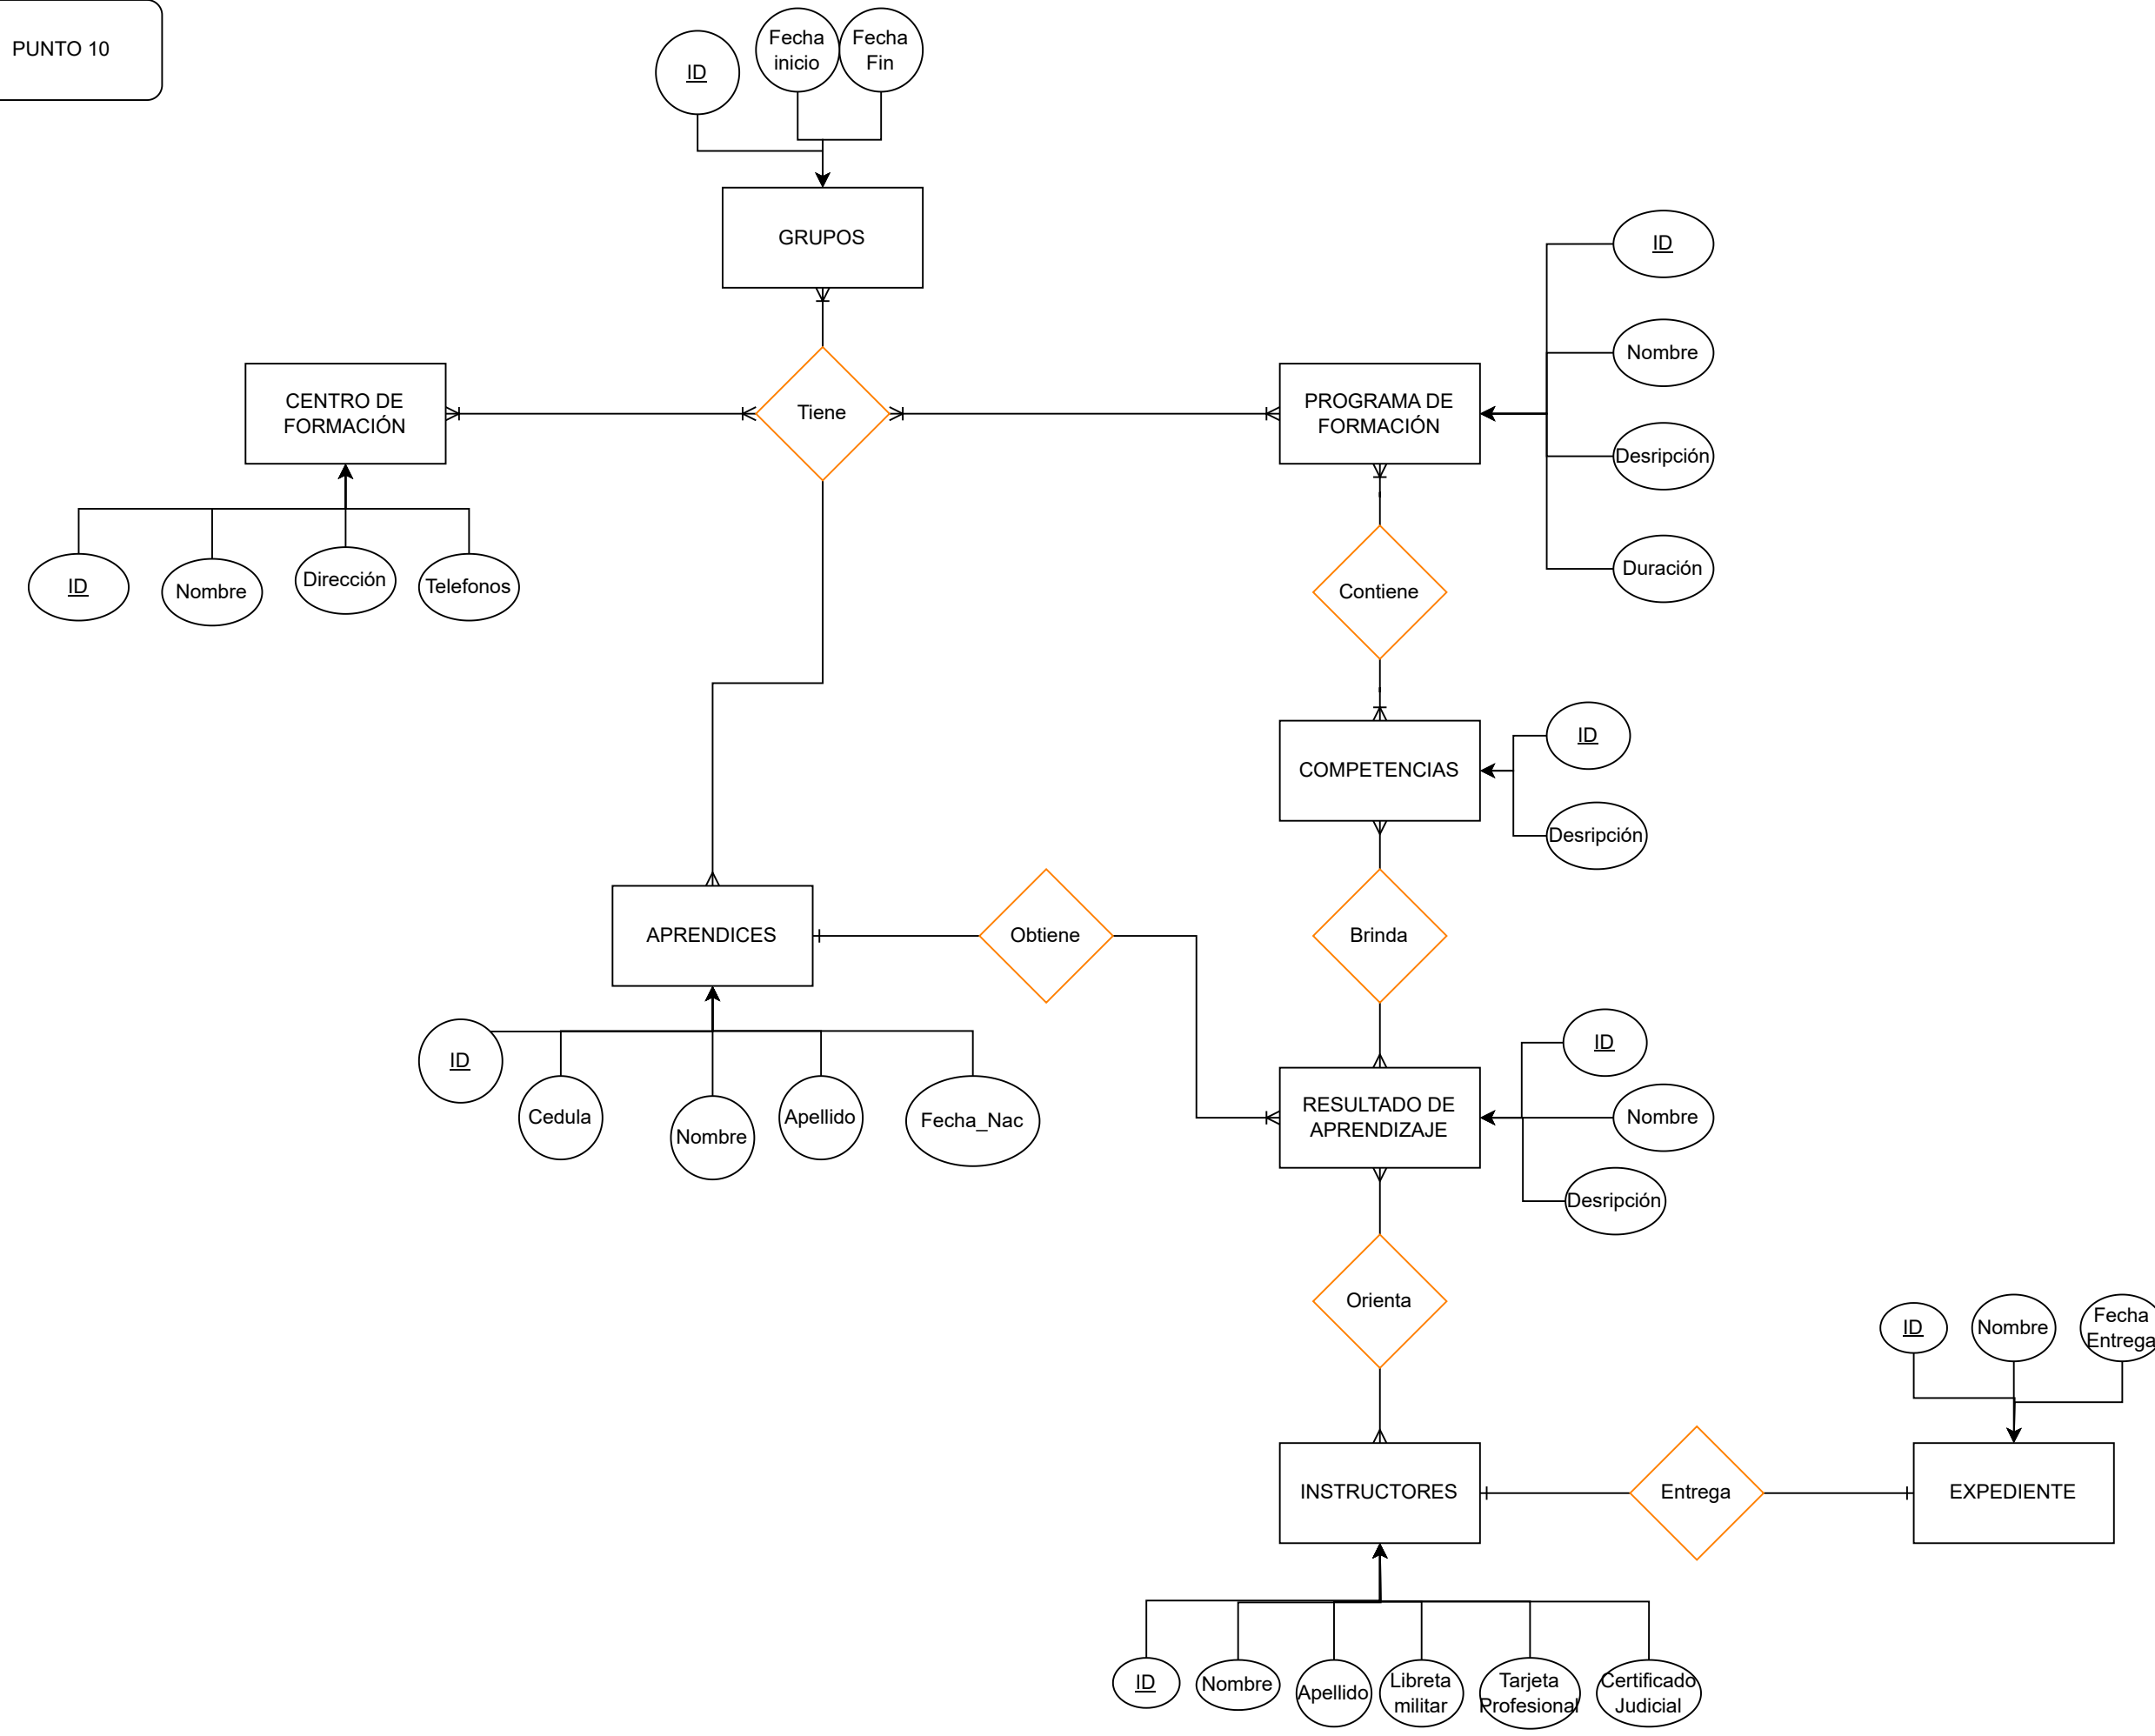 PUNTO 10
ID
Fecha
inicio
Fecha
Fin
GRUPOS
ID
Nombre
Desripción
Duración
CENTRO DE
FORMACIÓN
Tiene
PROGRAMA DE
FORMACIÓN
ID
Nombre
Dirección
Telefonos
Contiene
COMPETENCIAS
ID
Desripción
APRENDICES
Obtiene
Brinda
ID
Cedula
Nombre
Apellido
Fecha_Nac
RESULTADO DE
APRENDIZAJE
ID
Nombre
Desripción
Orienta
ID
Nombre
Fecha
Entrega
INSTRUCTORES
Entrega
EXPEDIENTE
ID
Nombre
Apellido
Libreta
militar
Tarjeta
Profesional
Certificado
Judicial